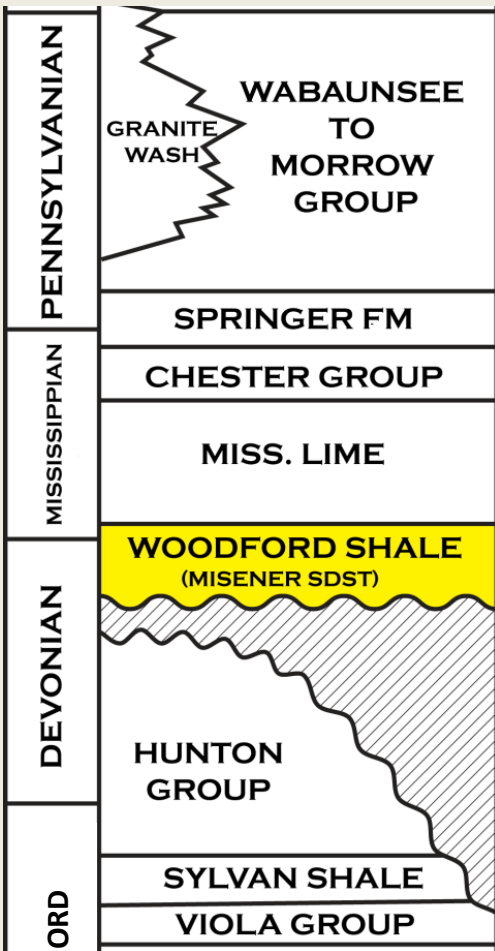 PENNSYLVANIAN
GRANITE
WASH
WABAUNSEE
TO
MORROW
GROUP
SPRINGER FM
MISSISSIPPIAN
CHESTER GROUP
MISS. LIME
WOODFORD SHALE
(MISENER SDST)
DEVONIAN
HUNTON
GROUP
SYLVAN SHALE
ORD
VIOLA GROUP